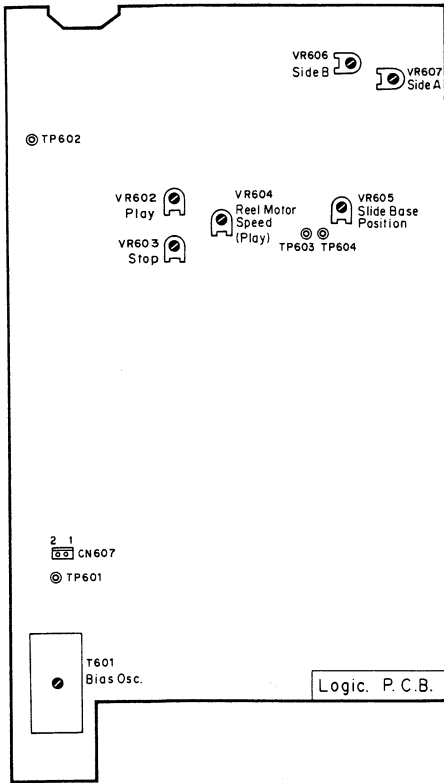 VR606
Side B
VR607
Side A
TP602
VR602
Play
VR604
Reel Motor
Speed
(Play)
VR605
Slide Base
Position
VR603
Stop
TP603 TP604
2 1
CN607
TP601
T601
Bias Osc.
Logic. P. C.B.